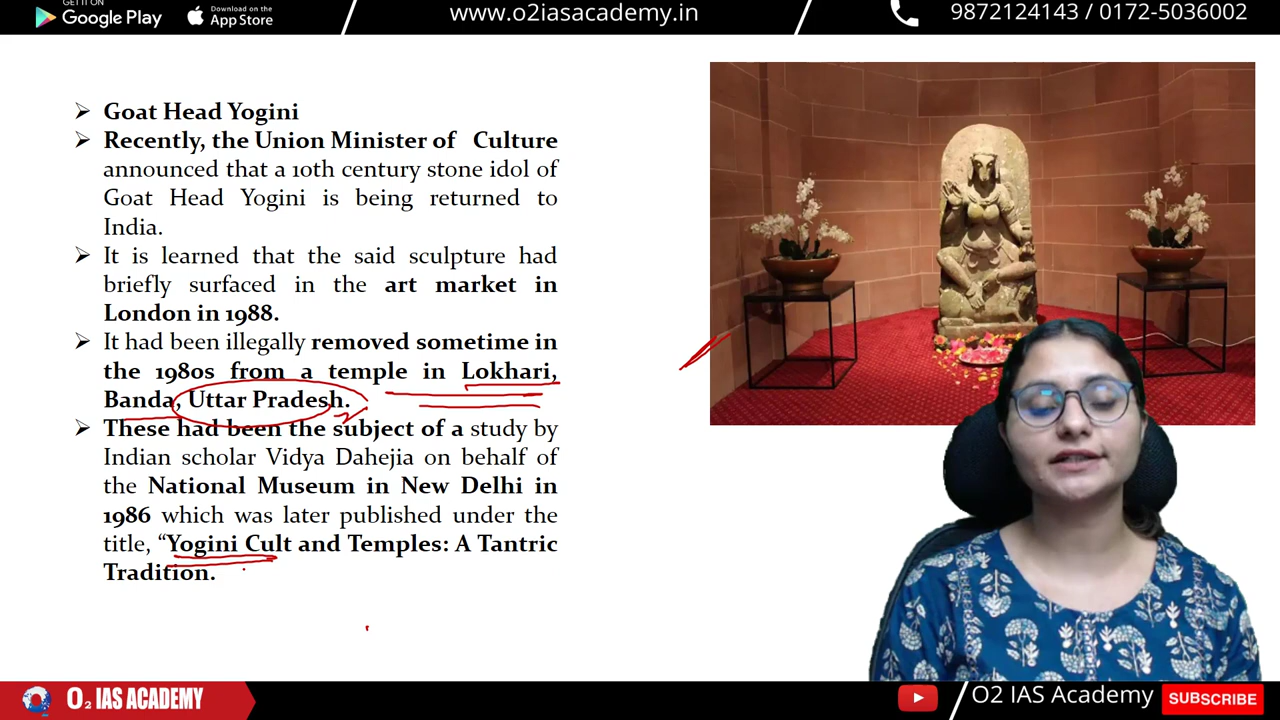 GET IT ON
Google Play
Download on the
App Store
www.o2iasacademy.in
9872124143 / 0172-5036002
➢ Goat Head Yogini
➢ Recently, the Union Minister of Culture
announced that a 10th century stone idol of
Goat Head Yogini is being returned to
India.
➢ It is learned that the said sculpture had
briefly surfaced in the art market in
London in 1988.
➢ It had been illegally removed sometime in
the 1980s from a temple in Lokhari,
Banda, Uttar Pradesh.
➢ These had been the subject of a study by
Indian scholar Vidya Dahejia on behalf of
the National Museum in New Delhi in
1986 which was later published under the
title, “Yogini Cult and Temples: A Tantric
Tradition.
O2 IAS ACADEMY
O2 IAS Academy
SUBSCRIBE